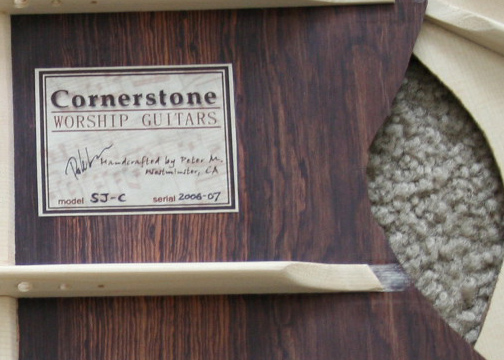 Cornerstone
WORSHIP GUITARS
Handcrafted by Peter M,
Westminster, CA
model SJ-C serial 2006-07